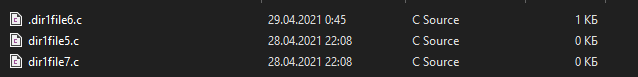 .dir1file6.c 29.04.2021 0:45 C Source 1 КБ
dir1file5.c 28.04.2021 22:08 C Source 0 КБ
dir1file7.c 28.04.2021 22:08 C Source 0 КБ